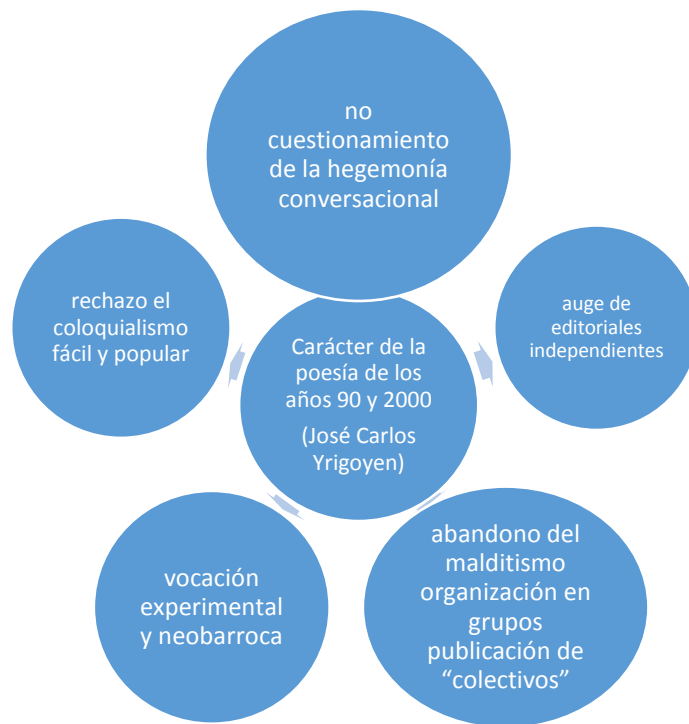 no
cuestionamiento
de la hegemonía
conversacional
rechazo el
coloquialismo
fácil y popular
auge de
editoriales
independientes
Carácter de la
poesía de los
años 90 y 2000
(José Carlos
Yrigoyen)
vocación
experimental
y neobarroca
abandono del
malditismo
organización en
grupos
publicación de
“colectivos”